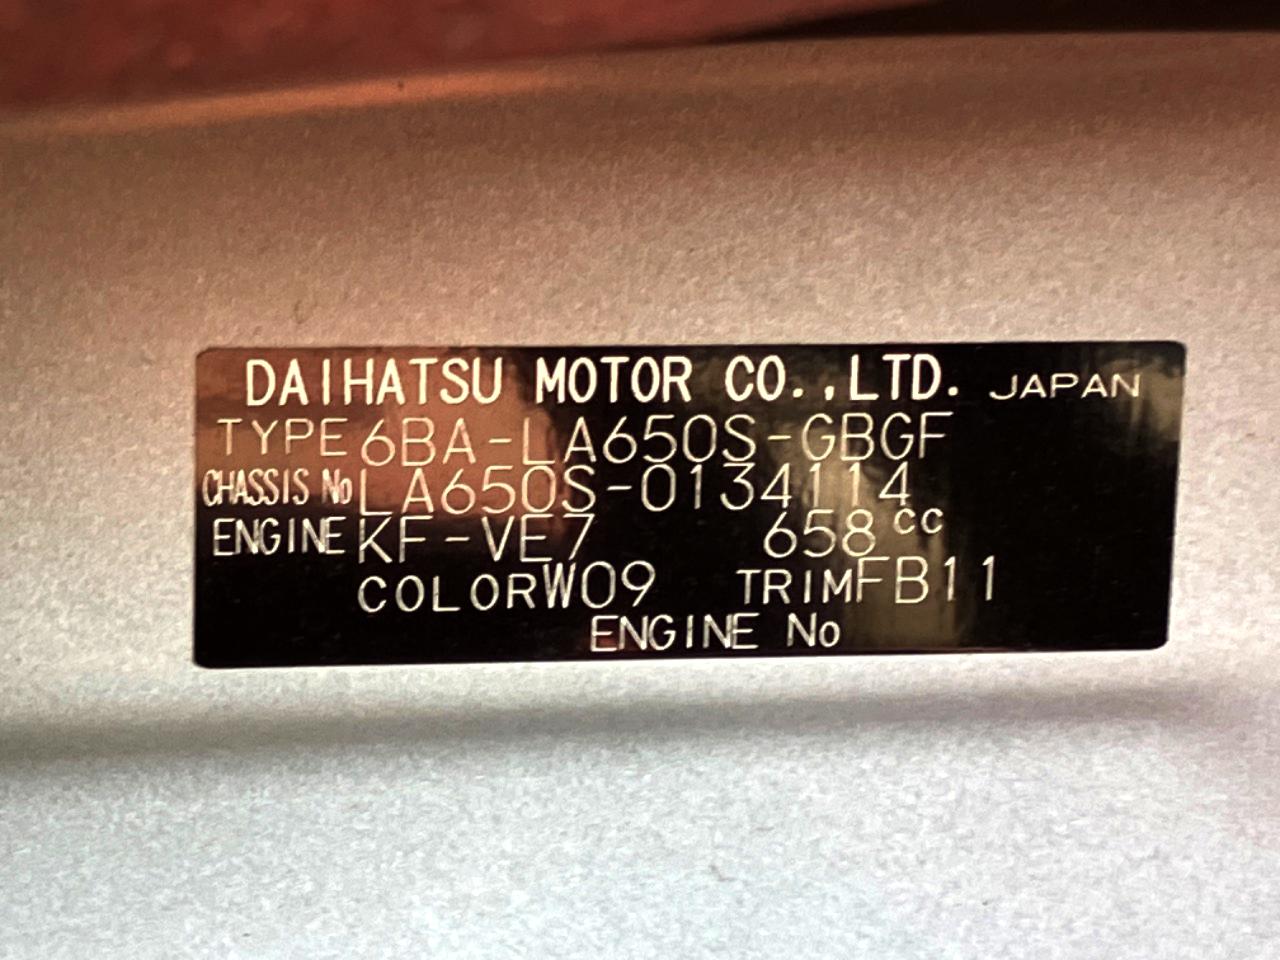 DAIHATSU MOTOR CO.,LTD. JAPAN
TYPE 6BA-LA650S-GBGF
CHASSIS No LA650S-0134114
ENGINE KF-VE7 658cc
COLOR W09 TRIM FB11
ENGINE No